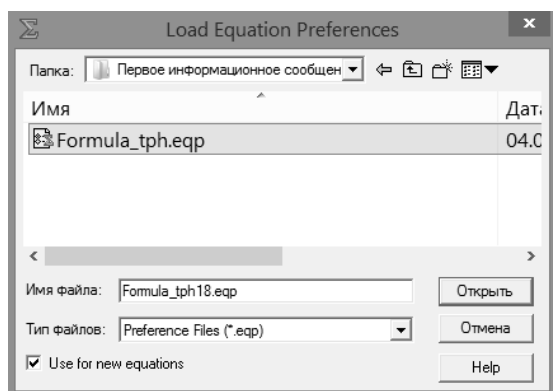 Load Equation Preferences x
Папка: Первое информационное сообщен
Имя Дата
Formula_tph.eqp 04.0
Имя файла: Formula_tph18.eqp Открыть
Тип файлов: Preference Files (*.eqp) Отмена
Use for new equations Help